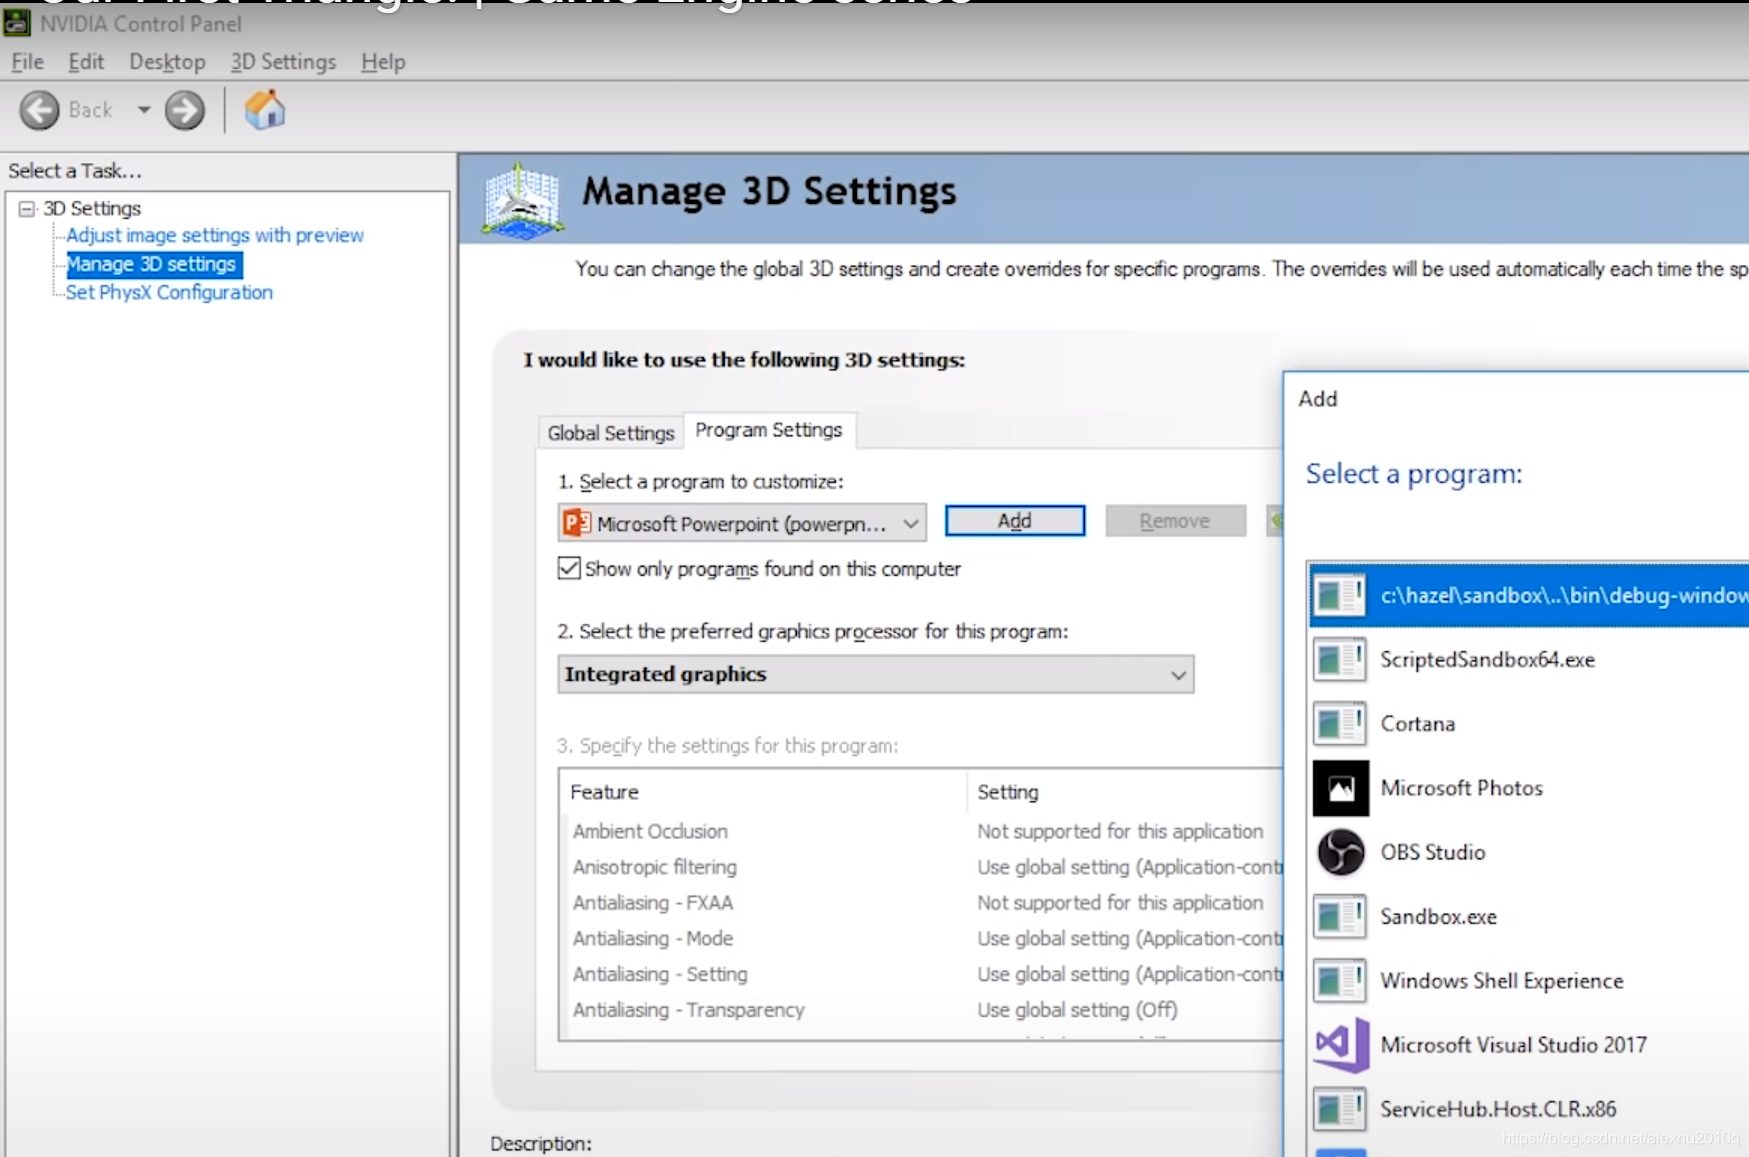 Our First Triangle! | Game Engine series
NVIDIA Control Panel
File Edit Desktop 3D Settings Help
Back
Select a Task...
3D Settings
Adjust image settings with preview
Manage 3D settings
Set PhysX Configuration
Manage 3D Settings
You can change the global 3D settings and create overrides for specific programs. The overrides will be used automatically each time the sp
I would like to use the following 3D settings:
Global Settings Program Settings
1. Select a program to customize:
Microsoft Powerpoint (powerpn... Add Remove
Show only programs found on this computer
2. Select the preferred graphics processor for this program:
Integrated graphics
3. Specify the settings for this program:
Feature Setting
Ambient Occlusion Not supported for this application
Anisotropic filtering Use global setting (Application-cont
Antialiasing - FXAA Not supported for this application
Antialiasing - Mode Use global setting (Application-cont
Antialiasing - Setting Use global setting (Application-cont
Antialiasing - Transparency Use global setting (Off)
Description:
Add
Select a program:
c:\hazel\sandbox\..\bin\debug-window
ScriptedSandbox64.exe
Cortana
Microsoft Photos
OBS Studio
Sandbox.exe
Windows Shell Experience
Microsoft Visual Studio 2017
ServiceHub.Host.CLR.x86
https://blog.csdn.net/alexhu2010q